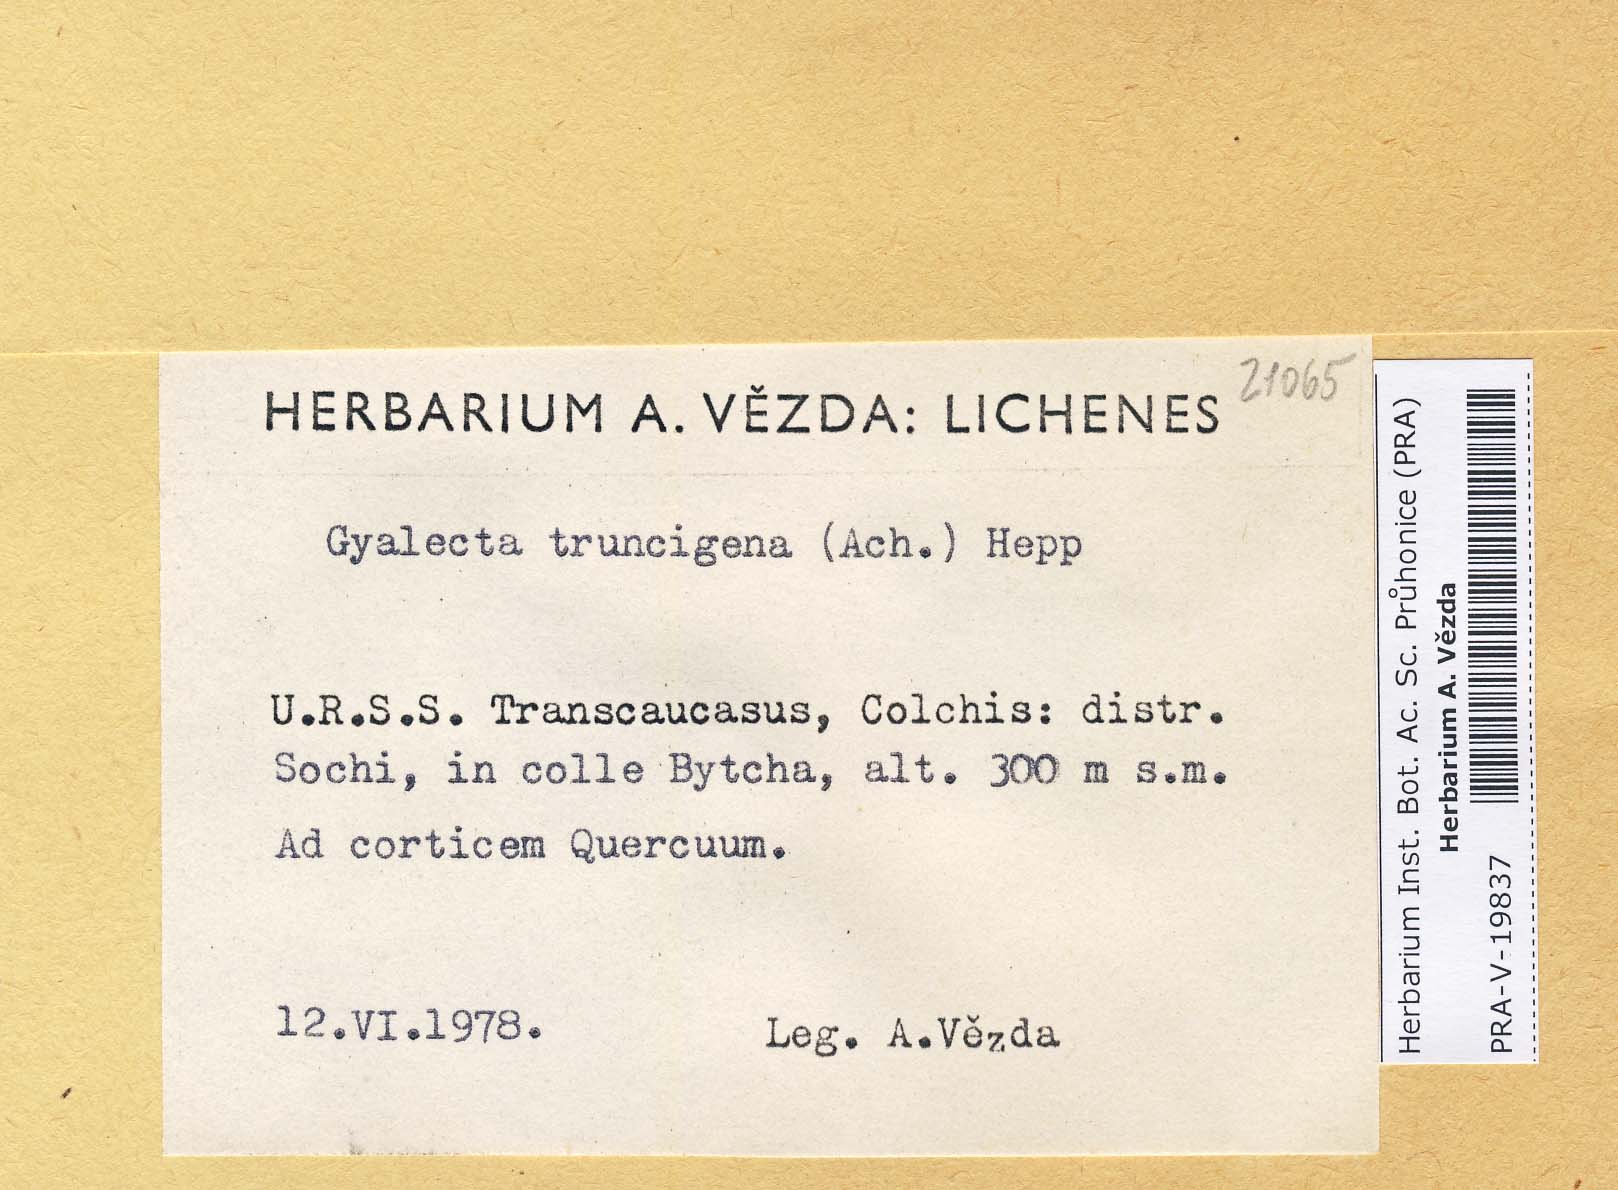 21065
HERBARIUM A. VĚZDA: LICHENES
Gyalecta truncigena (Ach.) Hepp
U.R.S.S. Transcaucasus, Colchis: distr.
Sochi, in colle Bytcha, alt. 300 m s.m.
Ad corticem Quercuum.
12.VI.1978.
Leg. A.Vězda
Herbarium Inst. Bot. Ac. Sc. Průhonice (PRA)
Herbarium A. Vězda
PRA-V-19837